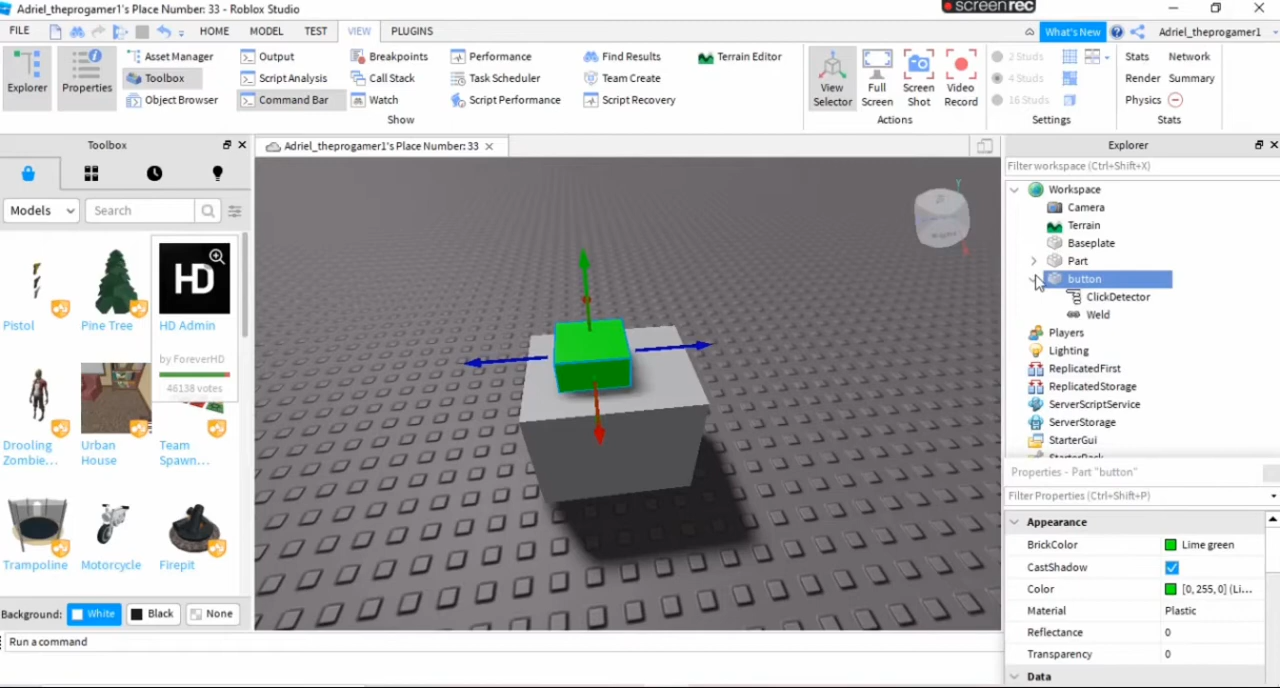 Adriel_theprogamer1's Place Number: 33 - Roblox Studio
screenrec
FILE HOME MODEL TEST VIEW PLUGINS What's New Adriel_theprogamer1
Explorer
Properties
Asset Manager
Toolbox
Object Browser
Output
Script Analysis
Command Bar
Breakpoints
Call Stack
Watch
Performance
Task Scheduler
Script Performance
Find Results
Team Create
Script Recovery
Terrain Editor
Show
View Selector
Full Screen
Screen Shot
Video Record
Actions
2 Studs
4 Studs
16 Studs
Settings
Stats Network
Render Summary
Physics
Stats
Toolbox
Models
Search
Pistol
Pine Tree
HD
HD Admin
by ForeverHD
46138 votes
Drooling Zombie...
Urban House
Team Spawn...
Trampoline
Motorcycle
Firepit
Background: White Black None
Run a command
Adriel_theprogamer1's Place Number: 33
Y
Explorer
Filter workspace (Ctrl+Shift+X)
Workspace
Camera
Terrain
Baseplate
Part
button
ClickDetector
Weld
Players
Lighting
ReplicatedFirst
ReplicatedStorage
ServerScriptService
ServerStorage
StarterGui
StarterPack
Properties - Part "button"
Filter Properties (Ctrl+Shift+P)
Appearance
BrickColor Lime green
CastShadow
Color [0, 255, 0] (Li...
Material Plastic
Reflectance 0
Transparency 0
Data